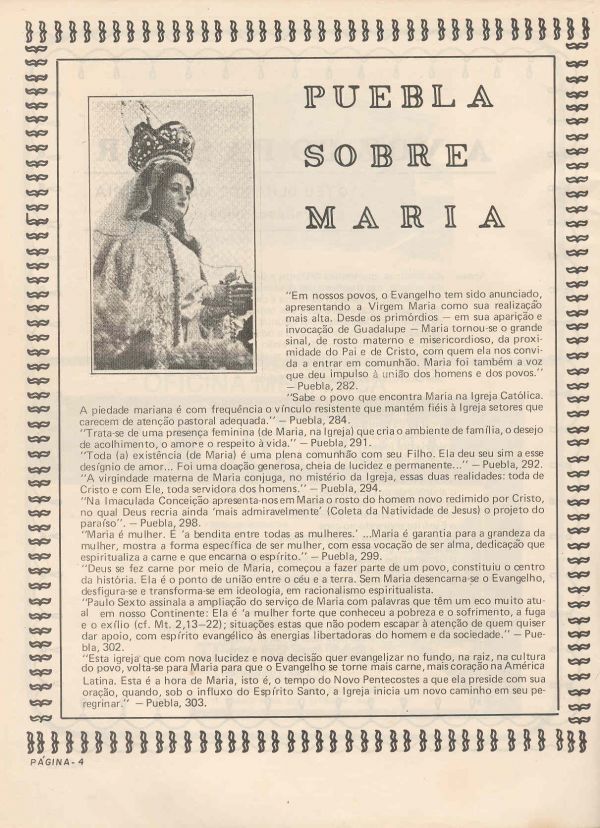 PUEBLA
SOBRE
MARIA
"Em nossos povos, o Evangelho tem sido anunciado,
apresentando a Virgem Maria como sua realização
mais alta. Desde os primórdios — em sua aparição e
invocação de Guadalupe — Maria tornou-se o grande
sinal, de rosto materno e misericordioso, da proxi-
midade do Pai e de Cristo, com quem ela nos convi-
da a entrar em comunhão. Maria foi também a voz
que deu impulso à união dos homens e dos povos."
— Puebla, 282.
"Sabe o povo que encontra Maria na Igreja Católica.
A piedade mariana é com frequência o vínculo resistente que mantém fiéis à Igreja setores que
carecem de atenção pastoral adequada." — Puebla, 284.
"Trata-se de uma presença feminina (de Maria, na Igreja) que cria o ambiente de família, o desejo
de acolhimento, o amor e o respeito à vida." — Puebla, 291.
"Toda (a) existência (de Maria) é uma plena comunhão com seu Filho. Ela deu seu sim a esse
desígnio de amor... Foi uma doação generosa, cheia de lucidez e permanente..." — Puebla, 292.
"A virgindade materna de Maria conjuga, no mistério da Igreja, essas duas realidades: toda de
Cristo e com Ele, toda servidora dos homens." — Puebla, 294.
"Na Imaculada Conceição apresenta-nos em Maria o rosto do homem novo redimido por Cristo,
no qual Deus recria ainda 'mais admiravelmente' (Coleta da Natividade de Jesus) o projeto do
paraíso". — Puebla, 298.
"Maria é mulher. É 'a bendita entre todas as mulheres.' ...Maria é garantia para a grandeza da
mulher, mostra a forma específica de ser mulher, com essa vocação de ser alma, dedicação que
espiritualiza a carne e que encarna o espírito." — Puebla, 299.
"Deus se fez carne por meio de Maria, começou a fazer parte de um povo, constituiu o centro
da história. Ela é o ponto de união entre o céu e a terra. Sem Maria desencarna-se o Evangelho,
desfigura-se e transforma-se em ideologia, em racionalismo espiritualista.
"Paulo Sexto assinala a ampliação do serviço de Maria com palavras que têm um eco muito atu-
al em nosso Continente: Ela é 'a mulher forte que conheceu a pobreza e o sofrimento, a fuga
e o exílio (cf. Mt. 2,13—22); situações estas que não podem escapar à atenção de quem quiser
dar apoio, com espírito evangélico às energias libertadoras do homem e da sociedade." — Pue-
bla, 302.
"Esta igreja que com nova lucidez e nova decisão quer evangelizar no fundo, na raiz, na cultura
do povo, volta-se para Maria para que o Evangelho se torne mais carne, mais coração na América
Latina. Esta é a hora de Maria, isto é, o tempo do Novo Pentecostes a que ela preside com sua
oração, quando, sob o influxo do Espírito Santo, a Igreja inicia um novo caminho em seu pe-
regrinar." — Puebla, 303.
PÁGINA - 4